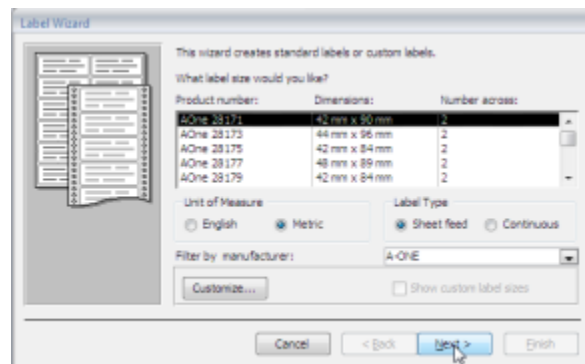 Label Wizard
This wizard creates standard labels or custom labels.
What label size would you like?
Product number: Dimensions: Number across:
AOne 28171 42 mm x 90 mm 2
AOne 28173 44 mm x 96 mm 2
AOne 28175 42 mm x 84 mm 2
AOne 28177 48 mm x 89 mm 2
AOne 28179 42 mm x 84 mm 2
Unit of Measure Label Type
English Metric Sheet feed Continuous
Filter by manufacturer: A-ONE
Customize... Show custom label sizes
Cancel < Back Next > Finish